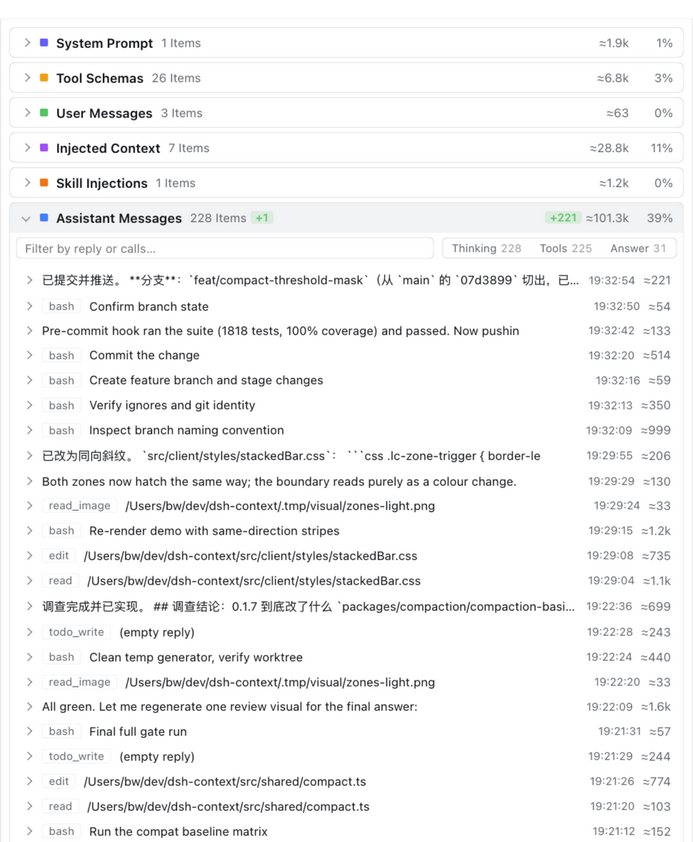 System Prompt 1 Items ≈1.9k 1%
Tool Schemas 26 Items ≈6.8k 3%
User Messages 3 Items ≈63 0%
Injected Context 7 Items ≈28.8k 11%
Skill Injections 1 Items ≈1.2k 0%
Assistant Messages 228 Items +1 +221 ≈101.3k 39%
Filter by reply or calls... Thinking 228 Tools 225 Answer 31
已提交并推送。 **分支**： `feat/compact-threshold-mask`（从 `main` 的 `07d3899` 切出，已... 19:32:54 ≈221
bash Confirm branch state 19:32:50 ≈54
Pre-commit hook ran the suite (1818 tests, 100% coverage) and passed. Now pushin 19:32:42 ≈133
bash Commit the change 19:32:20 ≈514
bash Create feature branch and stage changes 19:32:16 ≈59
bash Verify ignores and git identity 19:32:13 ≈350
bash Inspect branch naming convention 19:32:09 ≈999
已改为同向斜纹。 `src/client/styles/stackedBar.css`： ```css .lc-zone-trigger { border-le 19:29:55 ≈206
Both zones now hatch the same way; the boundary reads purely as a colour change. 19:29:29 ≈130
read_image /Users/bw/dev/dsh-context/.tmp/visual/zones-light.png 19:29:24 ≈33
bash Re-render demo with same-direction stripes 19:29:15 ≈1.2k
edit /Users/bw/dev/dsh-context/src/client/styles/stackedBar.css 19:29:08 ≈735
read /Users/bw/dev/dsh-context/src/client/styles/stackedBar.css 19:29:04 ≈1.1k
调查完成并已实现。 ## 调查结论：0.1.7 到底改了什么 `packages/compaction/compaction-basi... 19:22:36 ≈699
todo_write (empty reply) 19:22:28 ≈243
bash Clean temp generator, verify worktree 19:22:24 ≈440
read_image /Users/bw/dev/dsh-context/.tmp/visual/zones-light.png 19:22:20 ≈33
All green. Let me regenerate one review visual for the final answer: 19:22:09 ≈1.6k
bash Final full gate run 19:21:31 ≈57
todo_write (empty reply) 19:21:29 ≈244
edit /Users/bw/dev/dsh-context/src/shared/compact.ts 19:21:26 ≈774
read /Users/bw/dev/dsh-context/src/shared/compact.ts 19:21:20 ≈103
bash Run the compat baseline matrix 19:21:12 ≈152